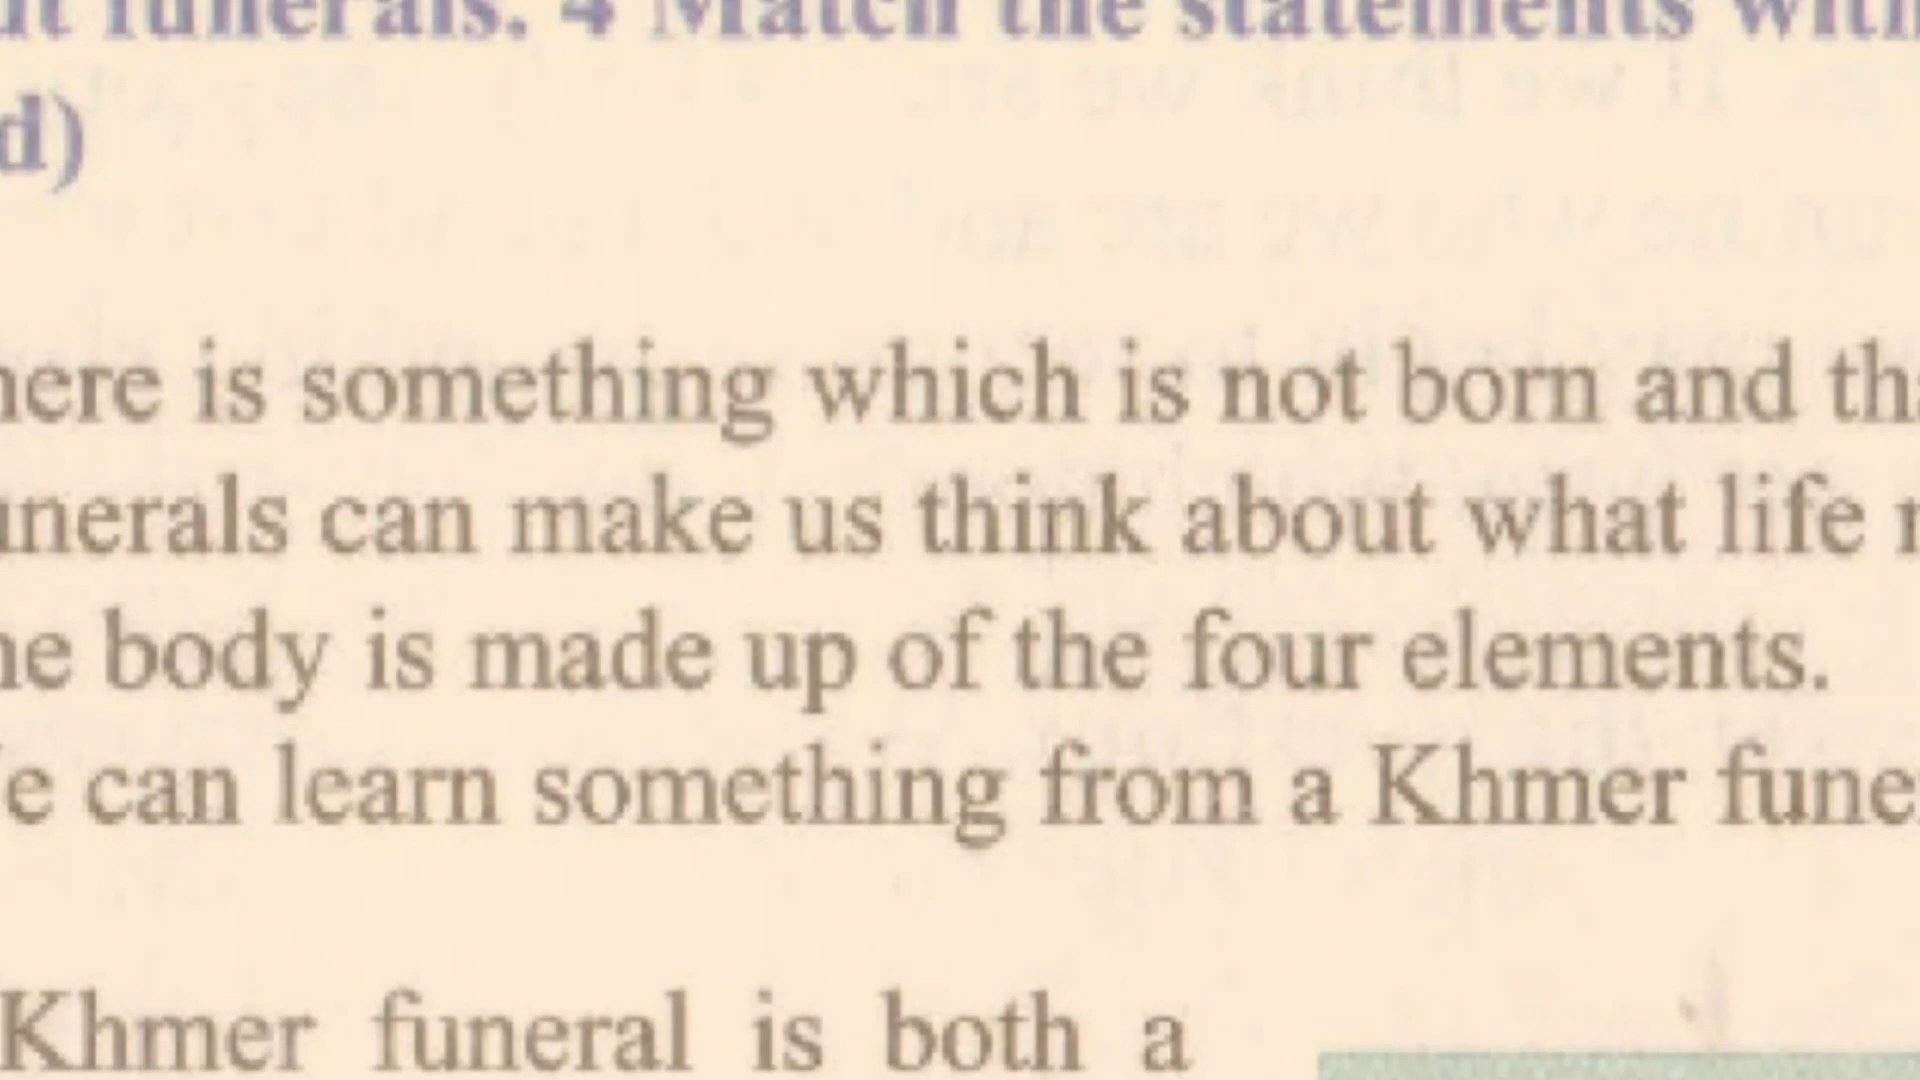 funerals. 4 Match the statements with
d)
here is something which is not born and
unerals can make us think about what life
he body is made up of the four elements.
e can learn something from a Khmer fune
Khmer funeral is both a